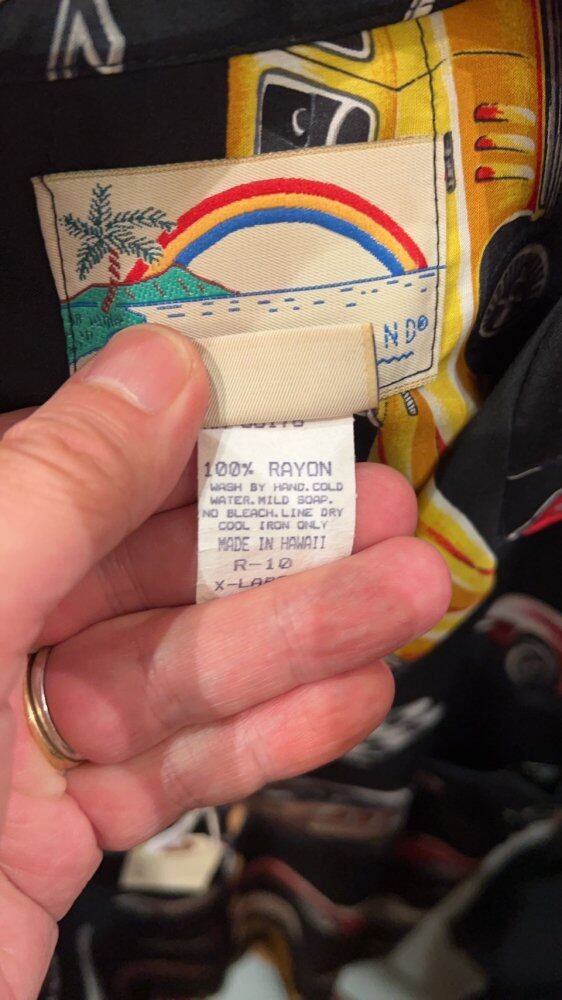 ND®
100% RAYON
WASH BY HAND.COLD
WATER.MILD SOAP.
NO BLEACH.LINE DRY
COOL IRON ONLY
MADE IN HAWAII
R-10